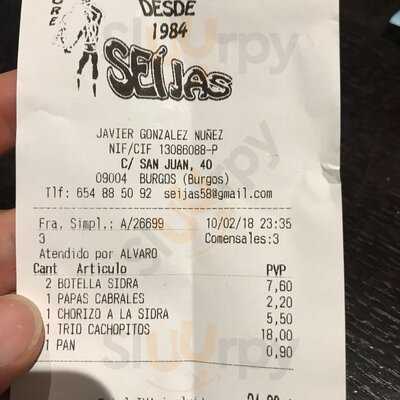 DESDE
1984
SEIJAS
JAVIER GONZALEZ NUÑEZ
NIF/CIF 13086088-P
C/ SAN JUAN, 40
09004 BURGOS (Burgos)
Tlf: 654 88 50 92 seijas58@gmail.com
Fra. Simpl.: A/26699 10/02/18 23:35
3 Comensales:3
Atendido por ALVARO
Cant Artículo PVP
2 BOTELLA SIDRA 7,60
1 PAPAS CABRALES 2,20
1 CHORIZO A LA SIDRA 5,50
1 TRIO CACHOPITOS 18,00
1 PAN 0,90
Sluurpy
Sluurpy